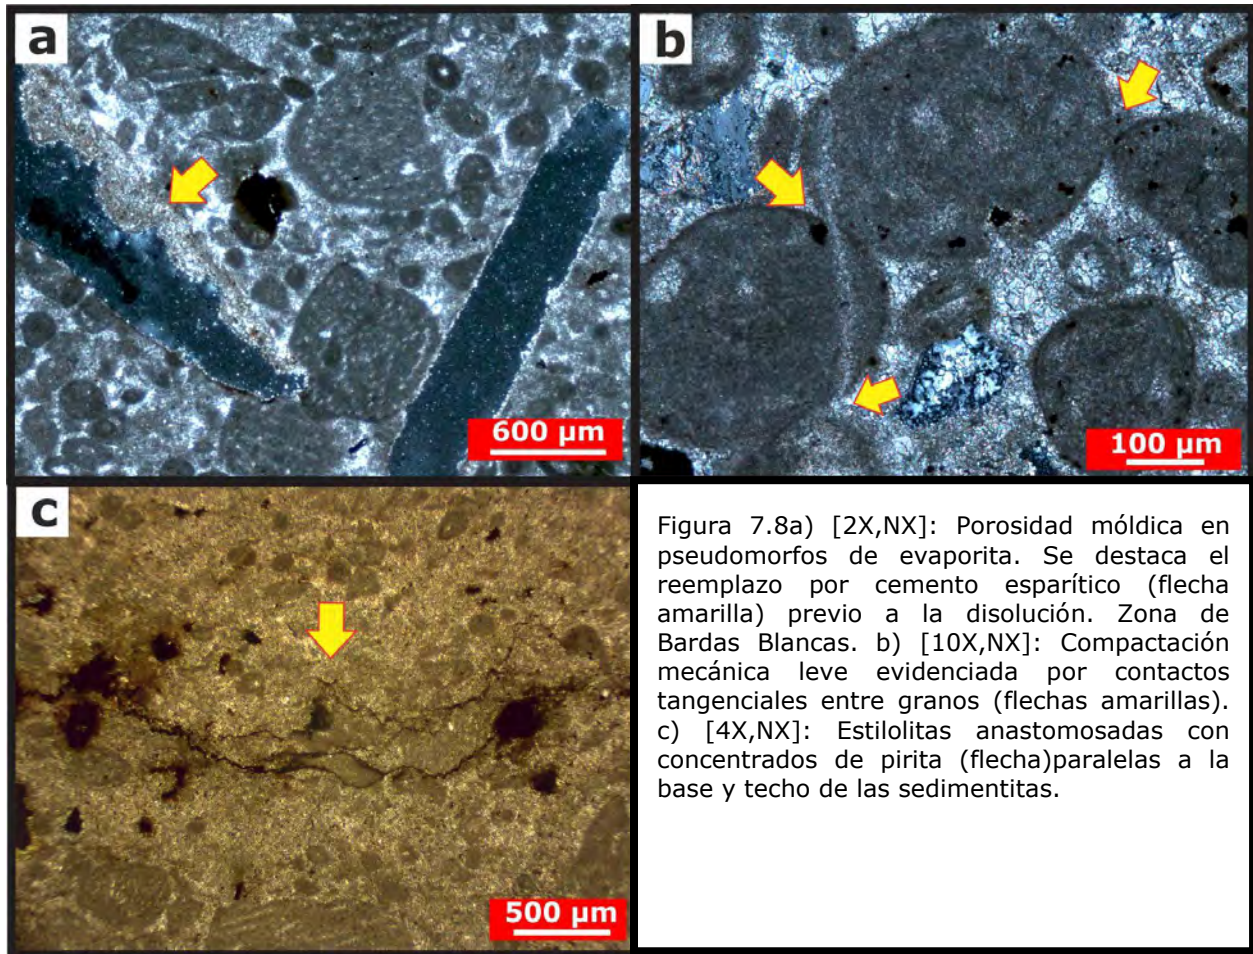 a
b
600 µm
100 µm
c
500 µm
Figura 7.8a) [2X,NX]: Porosidad móldica en
pseudomorfos de evaporita. Se destaca el
reemplazo por cemento esparítico (flecha
amarilla) previo a la disolución. Zona de
Bardas Blancas. b) [10X,NX]: Compactación
mecánica leve evidenciada por contactos
tangenciales entre granos (flechas amarillas).
c) [4X,NX]: Estilolitas anastomosadas con
concentrados de pirita (flecha)paralelas a la
base y techo de las sedimentitas.